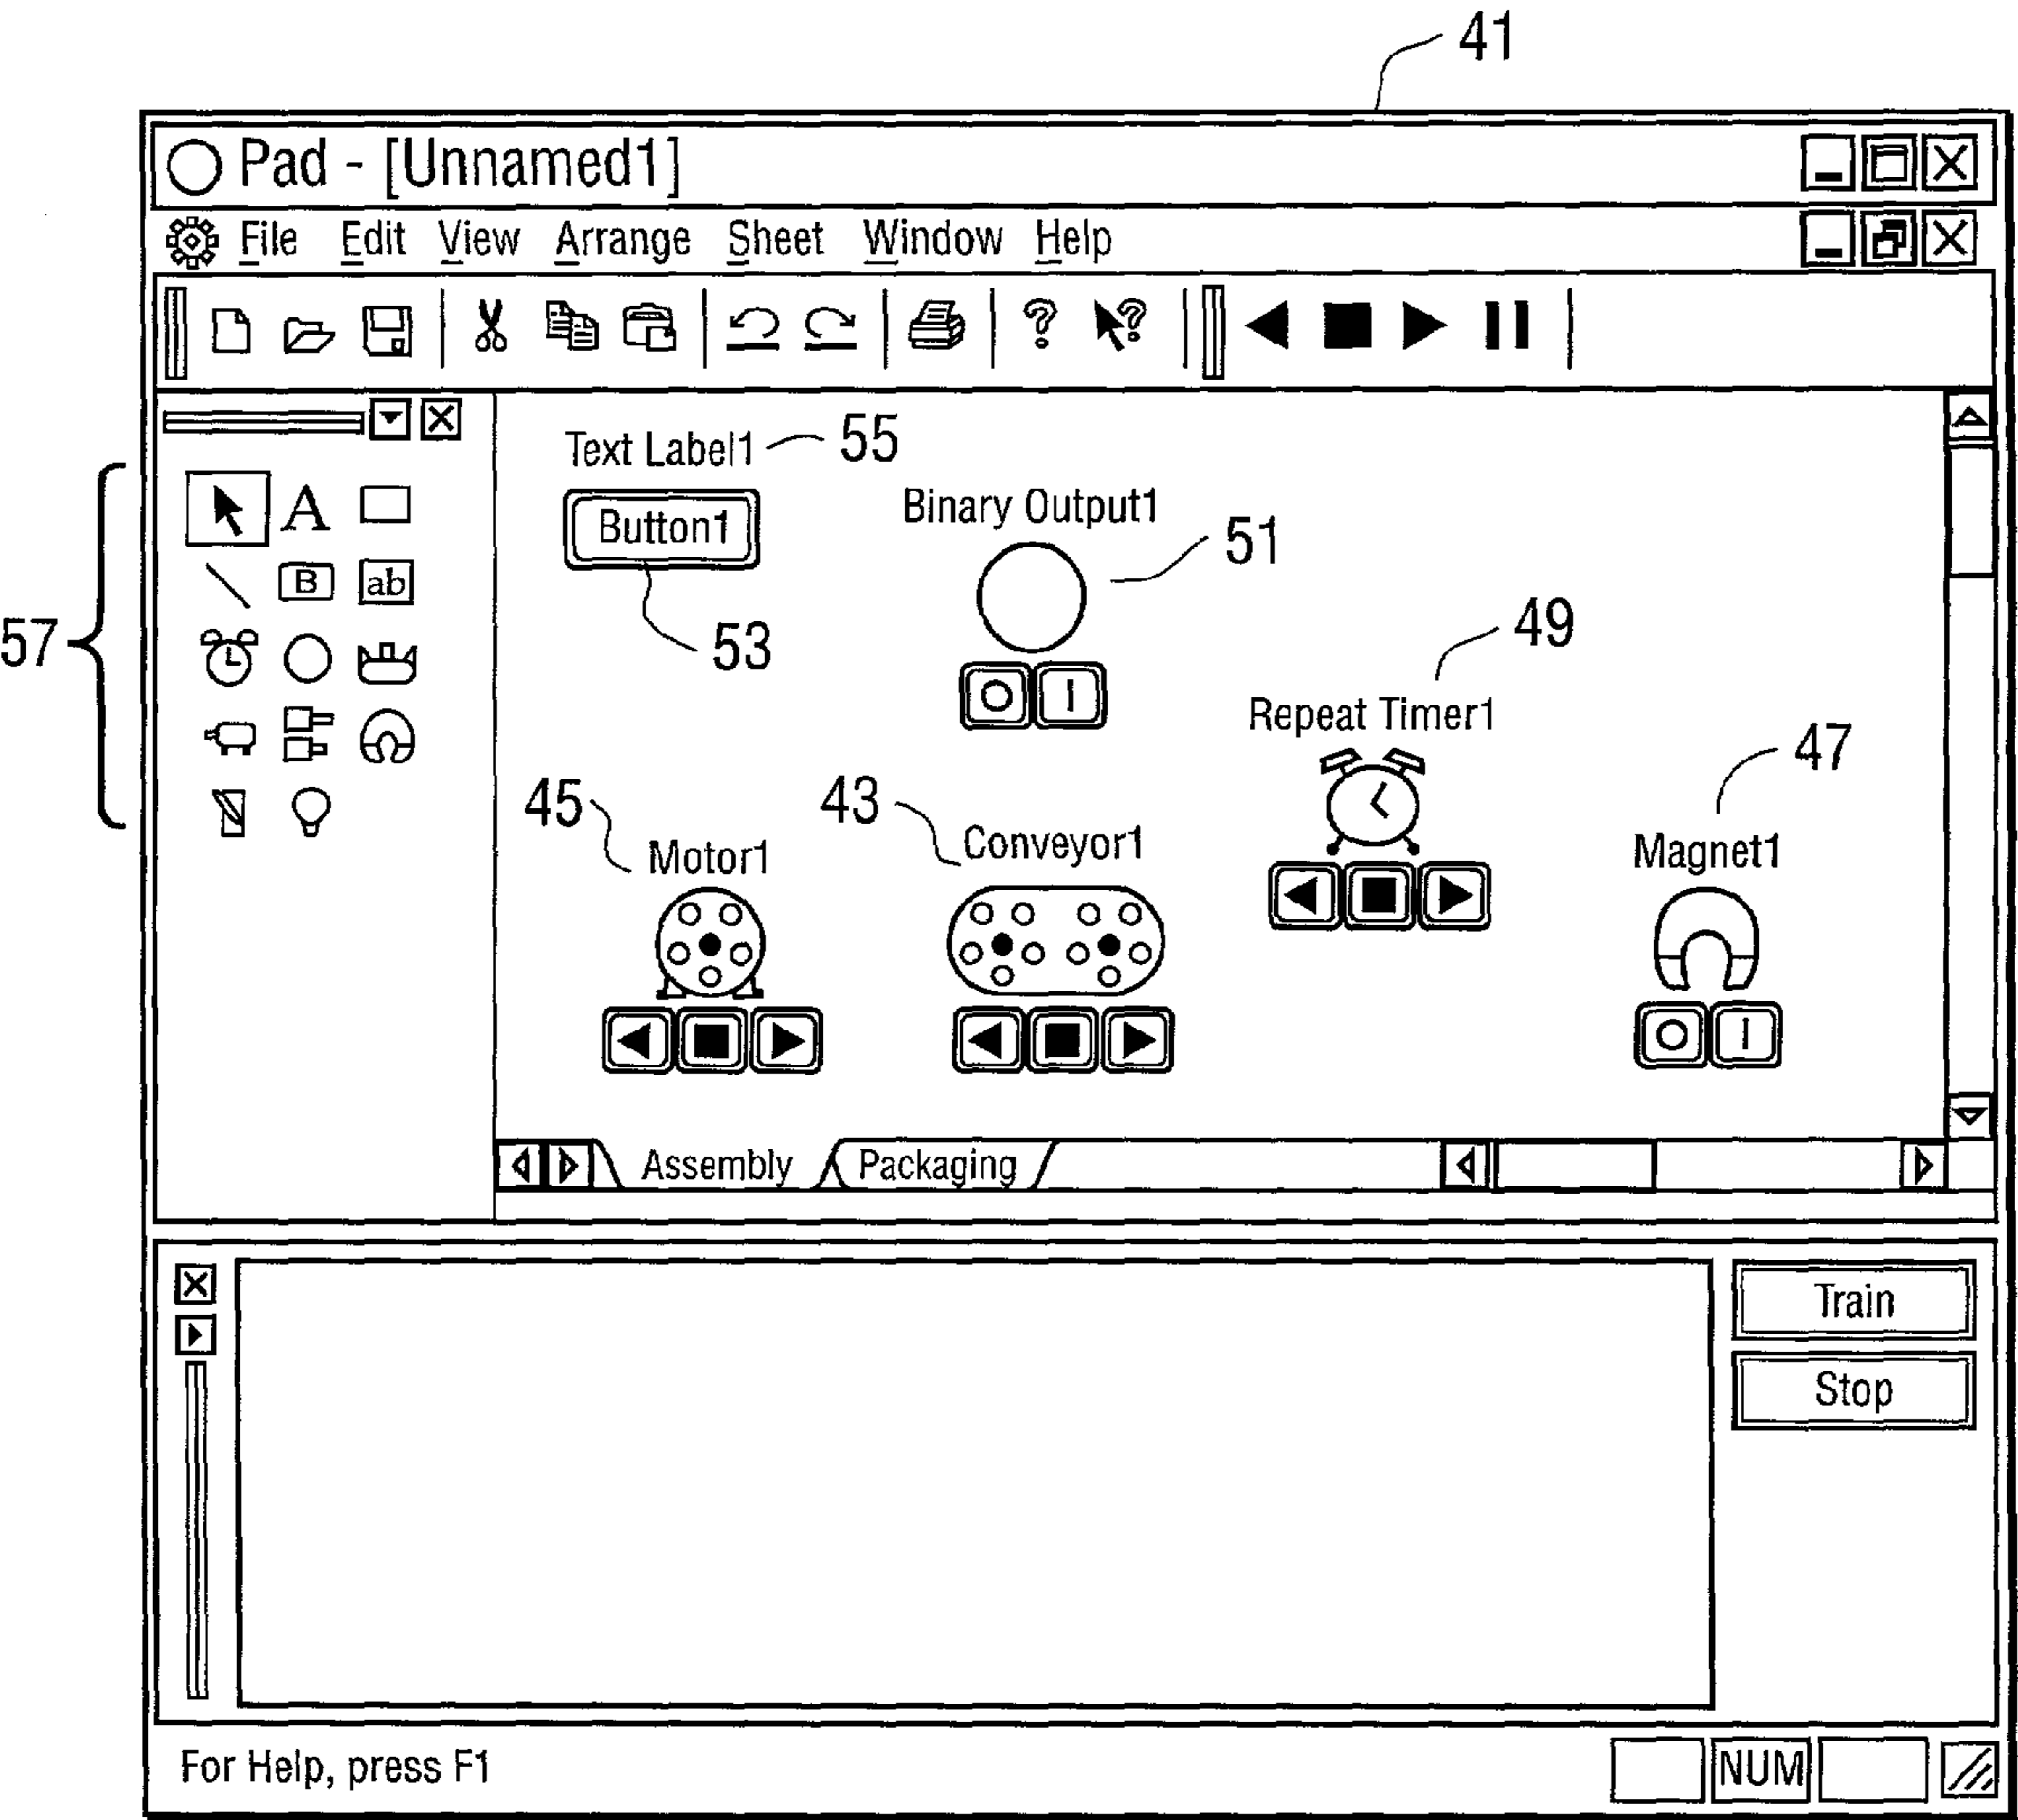 41
Pad - [Unnamed1]
File Edit View Arrange Sheet Window Help
Text Label1 55
Button1
53
Binary Output1
51
57
A
B ab
Repeat Timer1
49
Magnet1
47
45
Motor1
43
Conveyor1
Assembly Packaging
Train
Stop
For Help, press F1
NUM